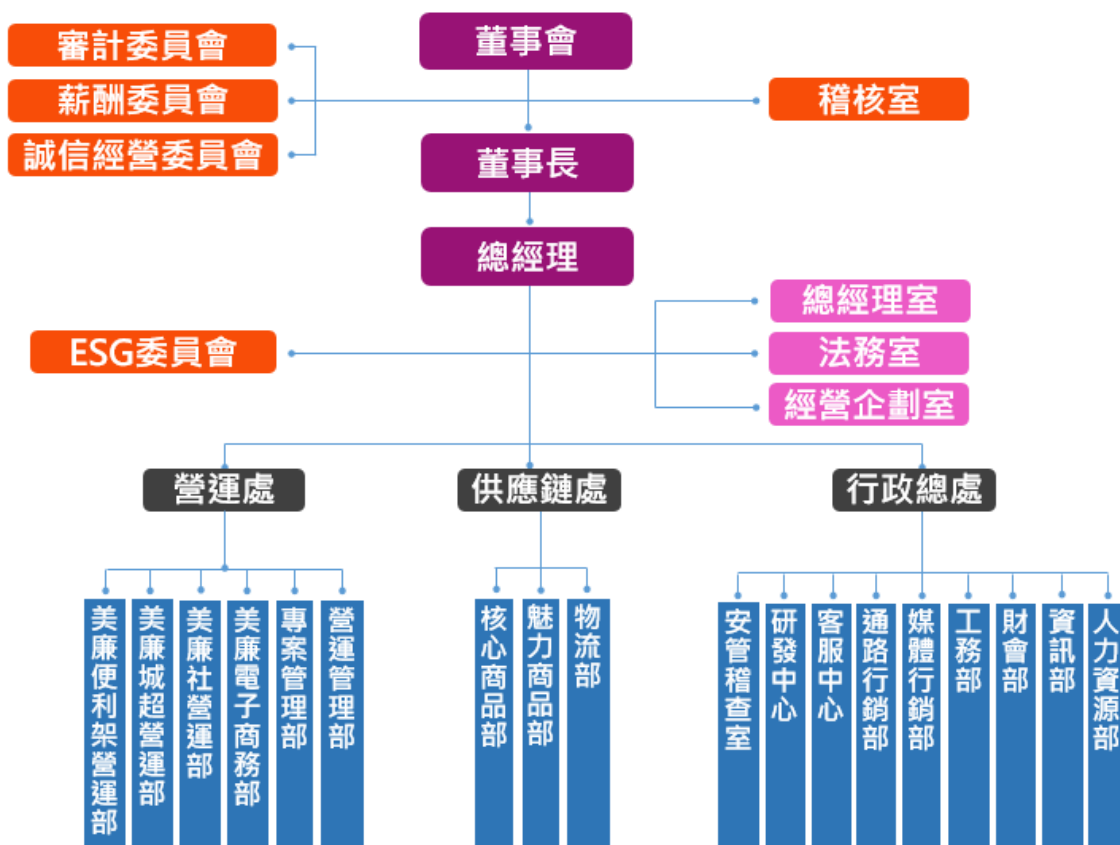 董事會
審計委員會
薪酬委員會
誠信經營委員會
稽核室
董事長
總經理
總經理室
ESG委員會
法務室
經營企劃室
營運處
供應鏈處
行政總處
美廉便利架營運部
美廉城超營運部
美廉社營運部
美廉電子商務部
專案管理部
營運管理部
核心商品部
魅力商品部
物流部
安管稽查室
研發中心
客服中心
通路行銷部
媒體行銷部
工務部
財會部
資訊部
人力資源部